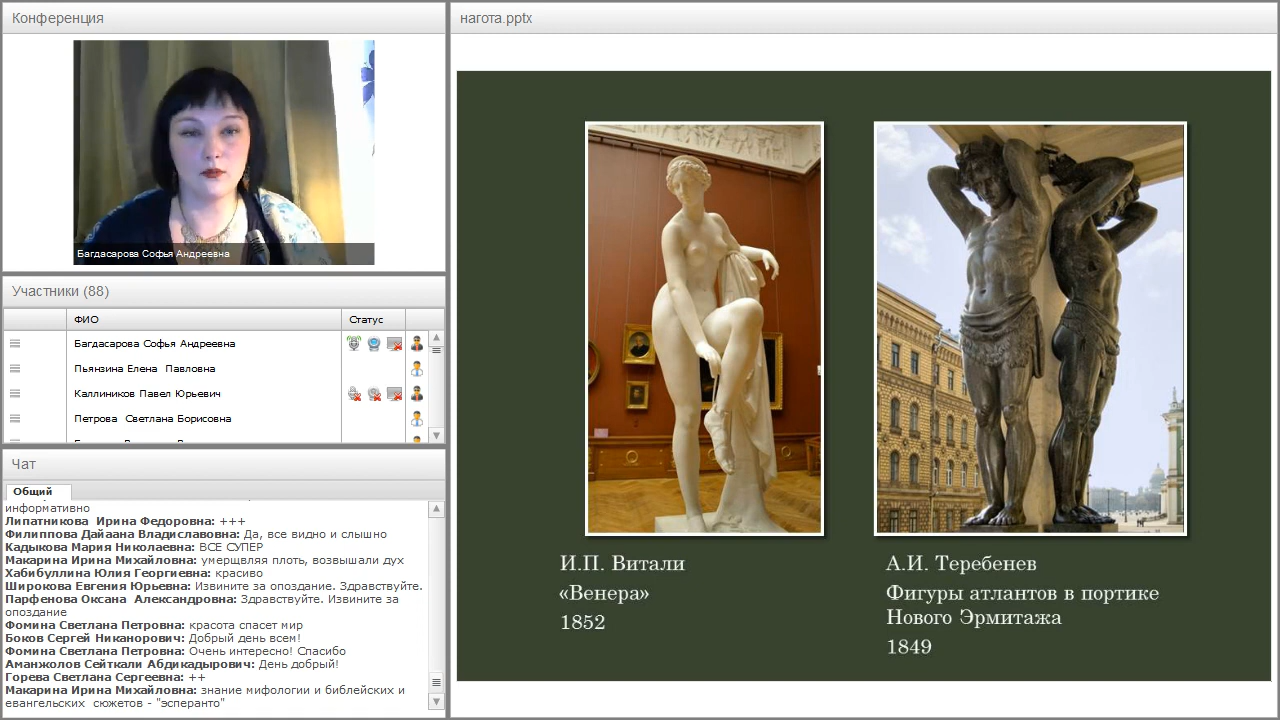 Конференция
Багдасарова Софья Андреевна
Участники (88)
ФИО
Статус
Багдасарова Софья Андреевна
Пьянзина Елена Павловна
Каллиников Павел Юрьевич
Петрова Светлана Борисовна
Чат
Общий
информативно
Липатникова Ирина Федоровна: +++
Филиппова Дайаана Владиславовна: Да, все видно и слышно
Кадыкова Мария Николаевна: ВСЕ СУПЕР
Макарина Ирина Михайловна: умерщвляя плоть, возвышали дух
Хабибуллина Юлия Георгиевна: красиво
Широкова Евгения Юрьевна: Извините за опоздание. Здравствуйте.
Парфенова Оксана Александровна: Здравствуйте. Извините за
опоздание
Фомина Светлана Петровна: красота спасет мир
Боков Сергей Никанорович: Добрый день всем!
Фомина Светлана Петровна: Очень интересно! Спасибо
Аманжолов Сейткали Абдикадырович: День добрый!
Горева Светлана Сергеевна: ++
Макарина Ирина Михайловна: знание мифологии и библейских и
евангельских сюжетов - "эмперанто"
нагота.pptx
И.П. Витали
«Венера»
1852
А.И. Теребенев
Фигуры атлантов в портике
Нового Эрмитажа
1849